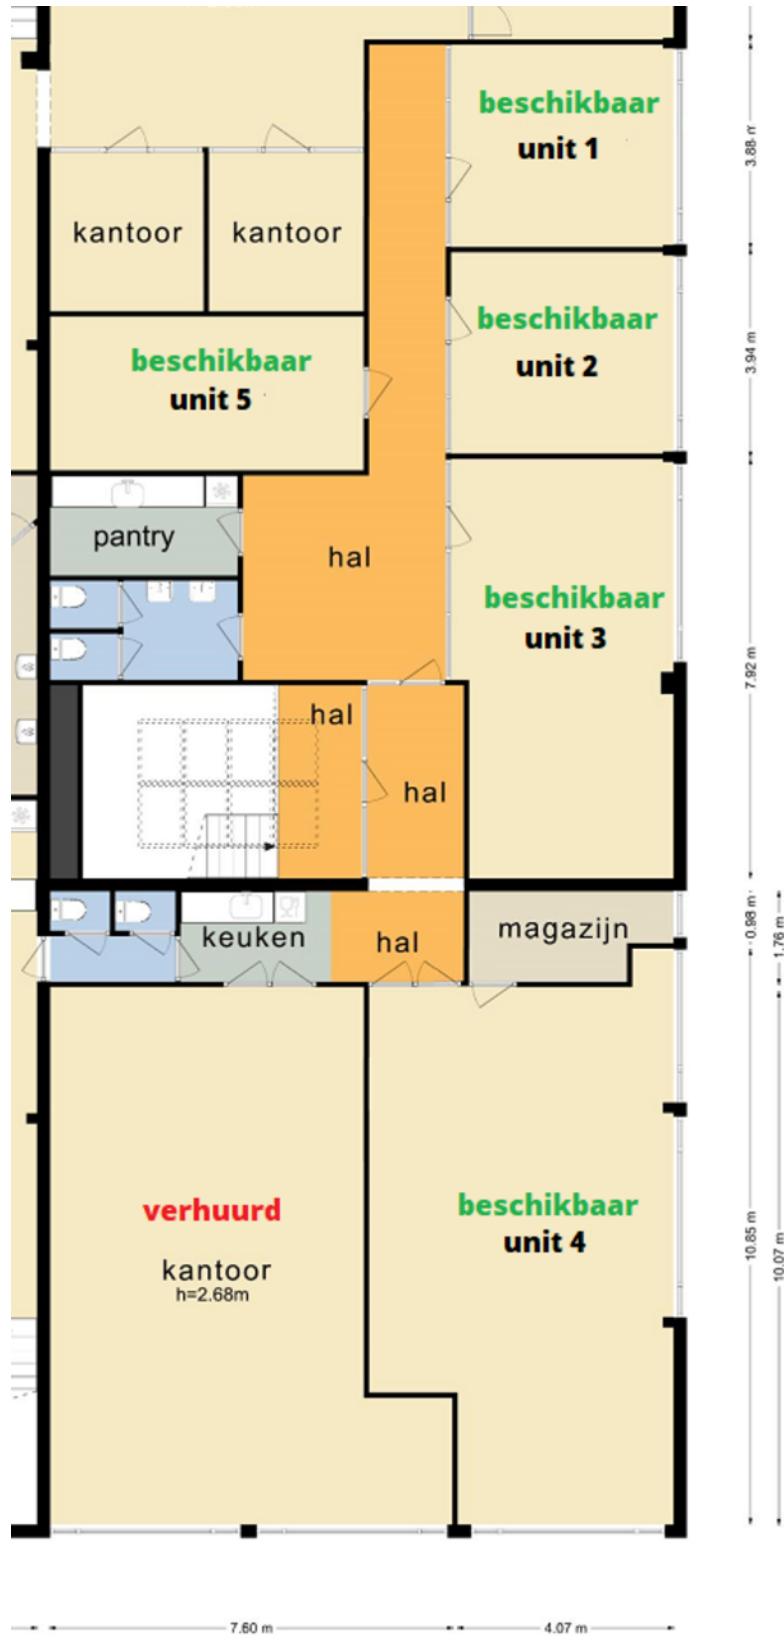 beschikbaar
unit 1
3.88 m
kantoor
kantoor
beschikbaar
unit 2
3.94 m
beschikbaar
unit 5
pantry
hal
beschikbaar
unit 3
7.92 m
hal
hal
keuken
hal
magazijn
0.98 m
1.76 m
verhuurd
kantoor
h=2.68m
beschikbaar
unit 4
10.85 m
10.07 m
7.60 m
4.07 m